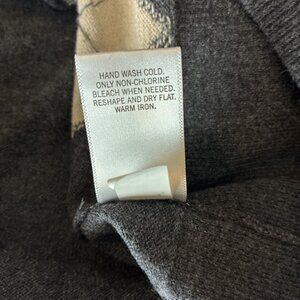 HAND WASH COLD.
ONLY NON-CHLORINE
BLEACH WHEN NEEDED.
RESHAPE AND DRY FLAT.
WARM IRON.